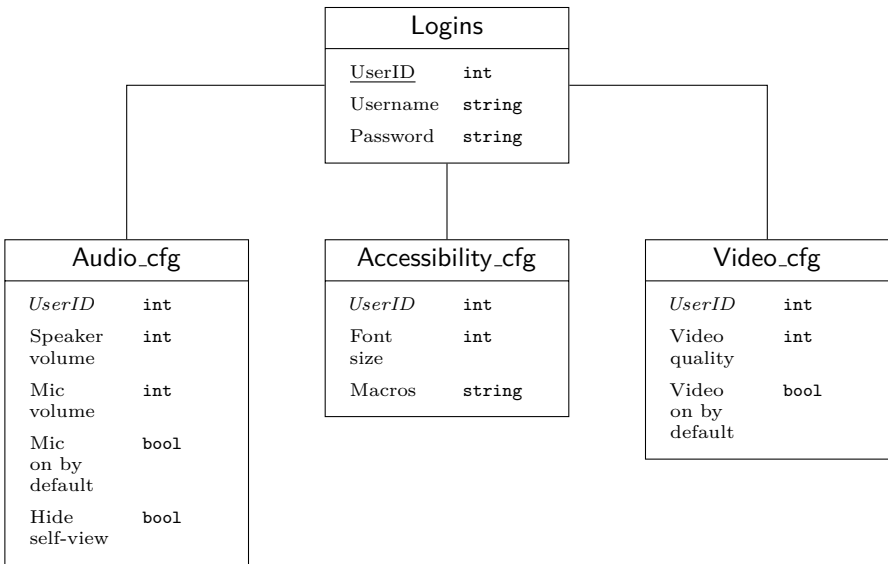 Logins
UserID int
Username string
Password string
Audio_cfg
UserID int
Speaker int
volume
Mic int
volume
Mic bool
on by
default
Hide bool
self-view
Accessibility_cfg
UserID int
Font int
size
Macros string
Video_cfg
UserID int
Video int
quality
Video bool
on by
default